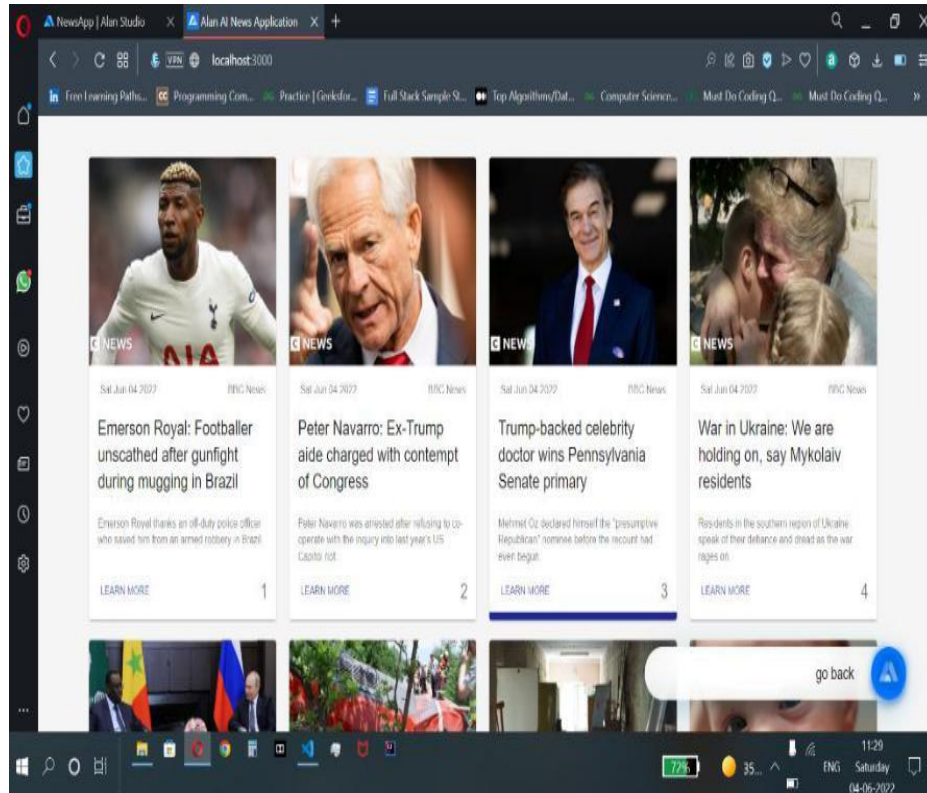 NewsApp | Alan Studio
Alan AI News Application
VPN
localhost:3000
Free Learning Paths...
Programming Com...
Practice | Geeksfor...
Full Stack Sample St...
Top Algorithms/Dat...
Computer Science...
Must Do Coding Q...
Must Do Coding Q...
NEWS
AIA
NEWS
NEWS
NEWS
Sat Jun 04 2022
BBC News
Emerson Royal: Footballer
unscathed after gunfight
during mugging in Brazil
Emerson Royal thanks an off-duty police officer
who saved him from an armed robbery in Brazil.
LEARN MORE
1
Sat Jun 04 2022
BBC News
Peter Navarro: Ex-Trump
aide charged with contempt
of Congress
Peter Navarro was arrested after refusing to co-
operate with the inquiry into last year's US
Capitol riot.
LEARN MORE
2
Sat Jun 04 2022
BBC News
Trump-backed celebrity
doctor wins Pennsylvania
Senate primary
Mehmet Oz declared himself the "presumptive
Republican" nominee before the recount had
even begun.
LEARN MORE
3
Sat Jun 04 2022
BBC News
War in Ukraine: We are
holding on, say Mykolaiv
residents
Residents in the southern region of Ukraine
speak of their defiance and dread as the war
rages on.
LEARN MORE
4
go back
72%
35...
ENG
11:29
Saturday
04-06-2022